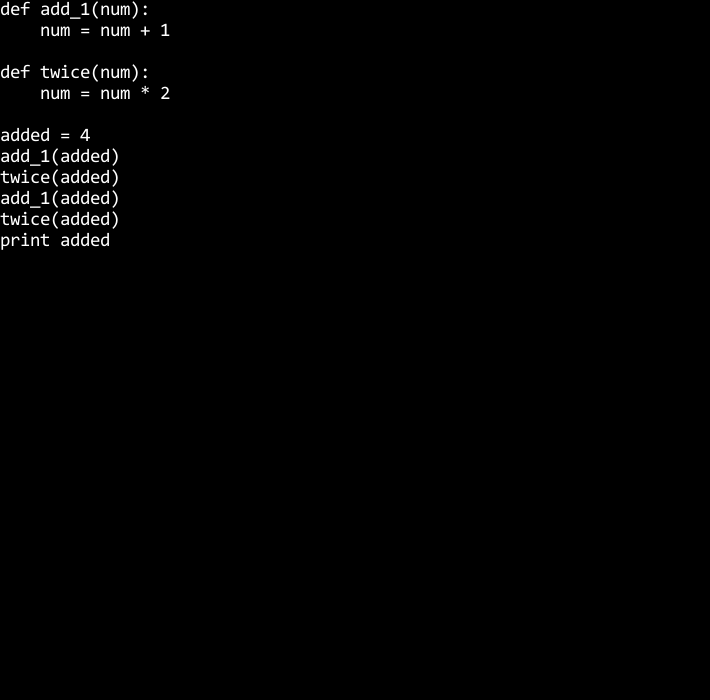 def add_1(num):
    num = num + 1

def twice(num):
    num = num * 2

added = 4
add_1(added)
twice(added)
add_1(added)
twice(added)
print added